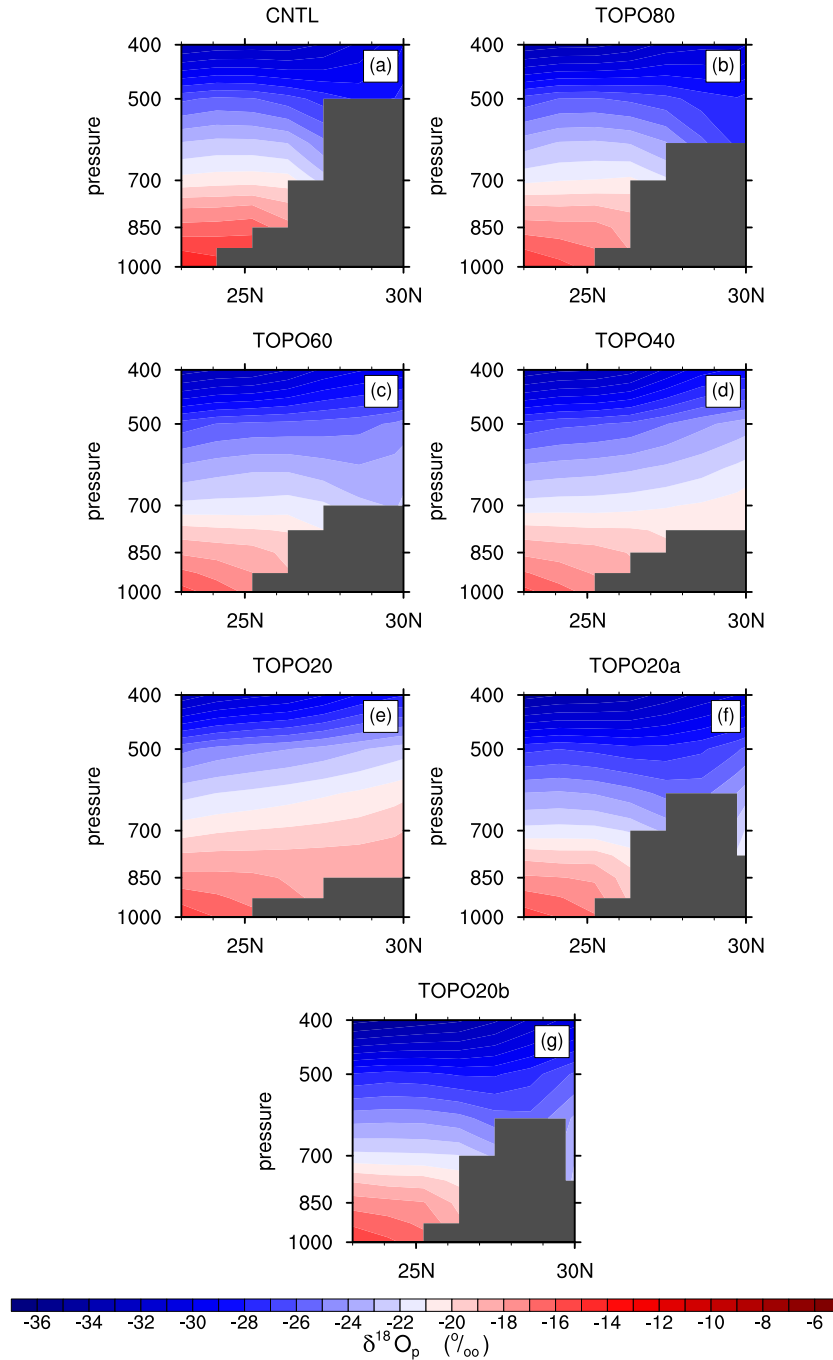 CNTL TOPO80
400 (a) 400 (b)
500 500
pressure pressure
700 700
850 850
1000 1000
25N 30N 25N 30N
TOPO60 TOPO40
400 (c) 400 (d)
500 500
pressure pressure
700 700
850 850
1000 1000
25N 30N 25N 30N
TOPO20 TOPO20a
400 (e) 400 (f)
500 500
pressure pressure
700 700
850 850
1000 1000
25N 30N 25N 30N
TOPO20b
400 (g)
500
pressure
700
850
1000
25N 30N
-36 -34 -32 -30 -28 -26 -24 -22 -20 -18 -16 -14 -12 -10 -8 -6
δ¹⁸Oₚ (⁰/₀₀)